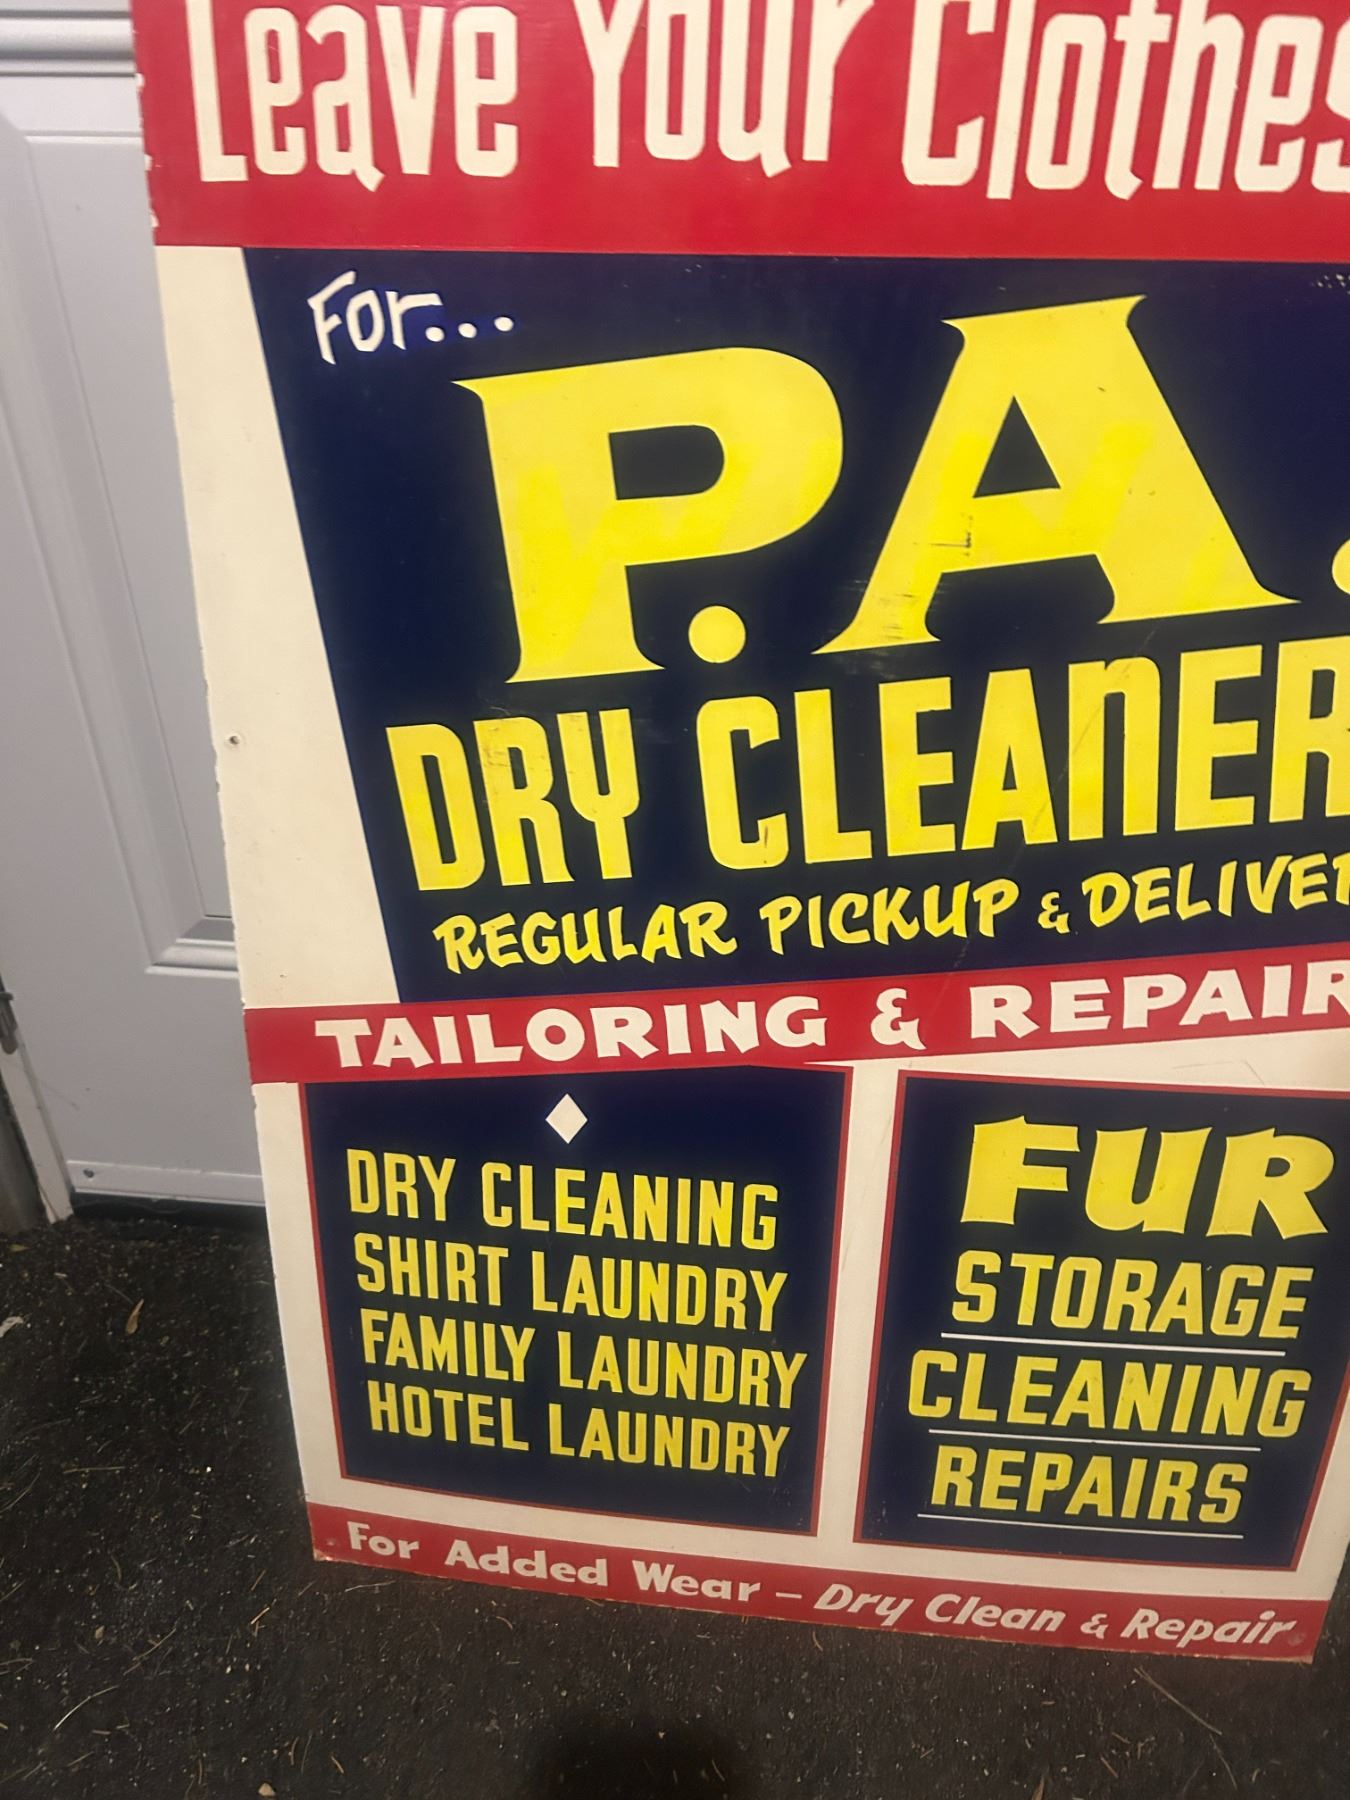 Leave Your Clothes
For...
P.A.
DRY CLEANER
REGULAR PICKUP & DELIVER
TAILORING & REPAIR
DRY CLEANING
SHIRT LAUNDRY
FAMILY LAUNDRY
HOTEL LAUNDRY
FUR
STORAGE
CLEANING
REPAIRS
For Added Wear – Dry Clean & Repair